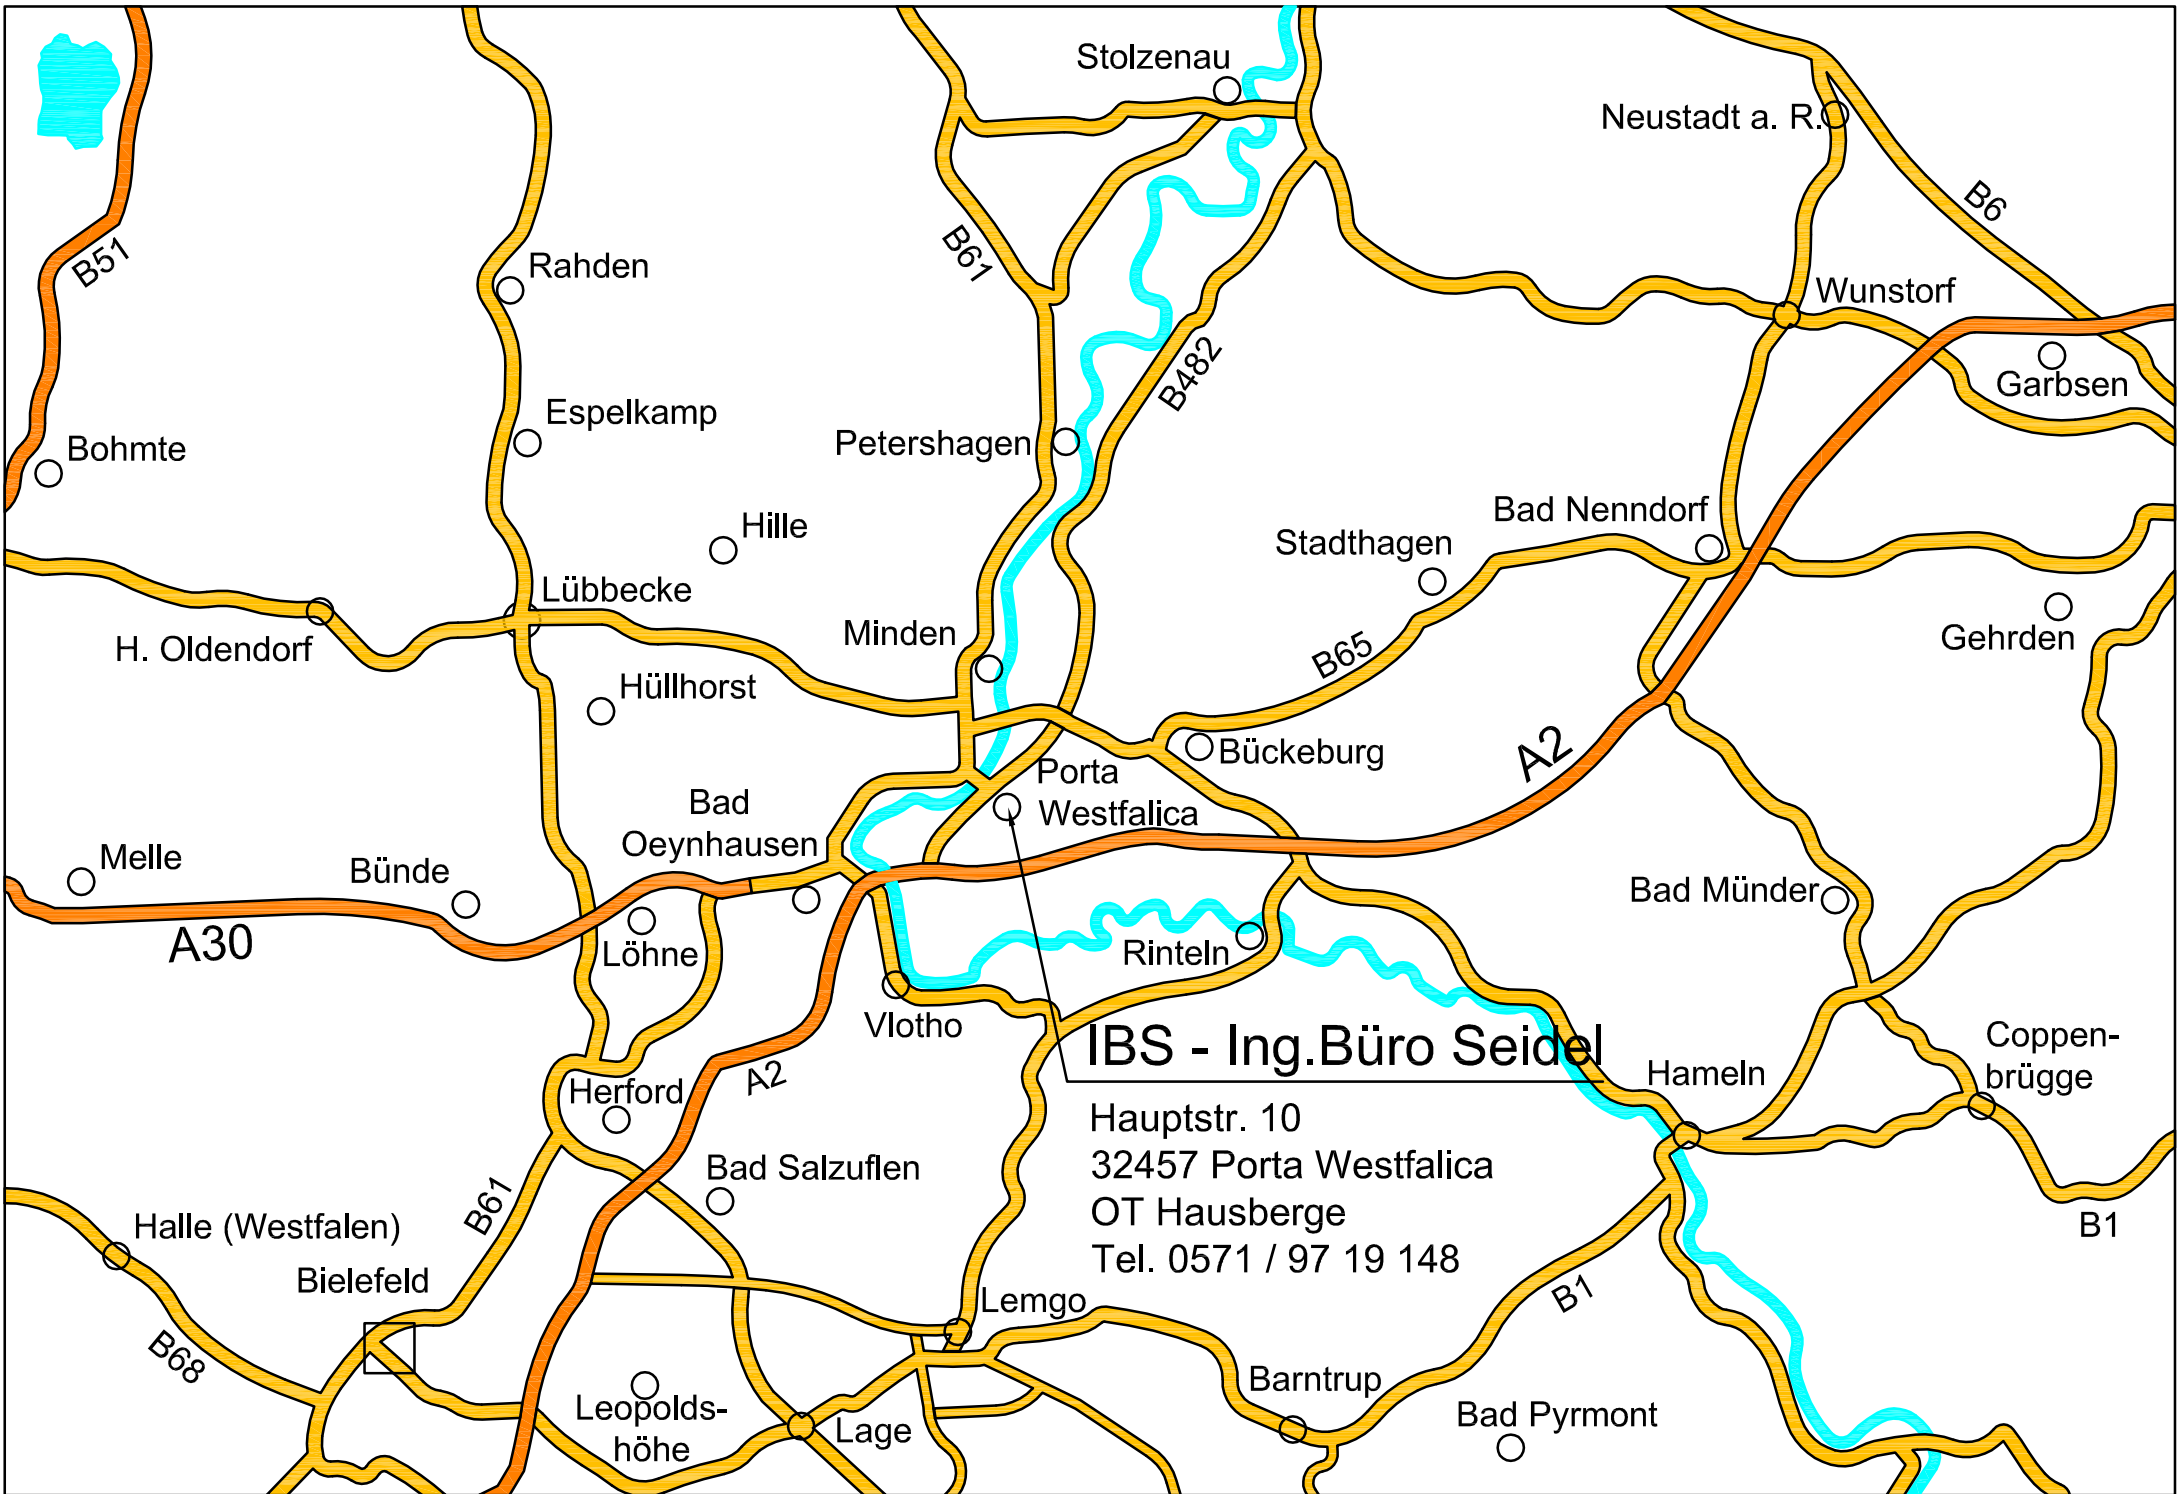 Stolzenau
Neustadt a. R.
B6
B51
Rahden
B61
Wunstorf
B482
Garbsen
Espelkamp
Petershagen
Bohmte
Bad Nenndorf
Hille
Stadthagen
Lübbecke
Minden
H. Oldendorf
Gehrden
B65
Hüllhorst
Bückeburg
A2
Porta
Westfalica
Bad
Oeynhausen
Melle
Bünde
Bad Münder
A30
Löhne
Rinteln
Vlotho
IBS - Ing.Büro Seidel
Coppen-
brügge
Hameln
A2
Herford
Hauptstr. 10
32457 Porta Westfalica
OT Hausberge
Tel. 0571 / 97 19 148
Bad Salzuflen
B61
Halle (Westfalen)
B1
Bielefeld
B1
Lemgo
B68
Barntrup
Leopolds-
höhe
Lage
Bad Pyrmont